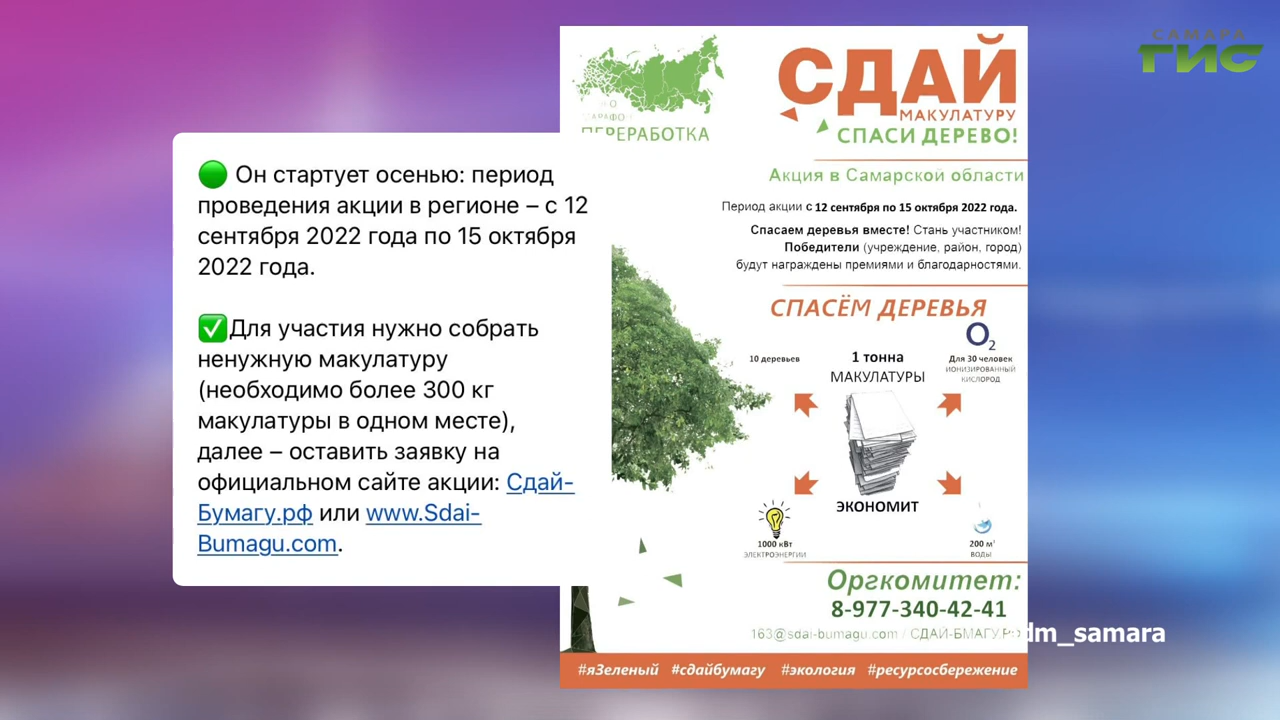 САМАРА
ГИС
Он стартует осенью: период
проведения акции в регионе – с 12
сентября 2022 года по 15 октября
2022 года.
Для участия нужно собрать
ненужную макулатуру
(необходимо более 300 кг
макулатуры в одном месте),
далее – оставить заявку на
официальном сайте акции: Сдай-
Бумагу.рф или www.Sdai-
Bumagu.com.
ПЕРЕРАБОТКА
СДАЙ
МАКУЛАТУРУ
СПАСИ ДЕРЕВО!
Акция в Самарской области
Период акции с 12 сентября по 15 октября 2022 года.
Спасаем деревья вместе! Стань участником!
Победители (учреждение, район, город)
будут награждены премиями и благодарностями.
СПАСЁМ ДЕРЕВЬЯ
O2
10 деревьев
1 тонна
МАКУЛАТУРЫ
Для 30 человек
ИОНИЗИРОВАННЫЙ
КИСЛОРОД
ЭКОНОМИТ
1000 кВт
ЭЛЕКТРОЭНЕРГИИ
200 м³
ВОДЫ
Оргкомитет:
8-977-340-42-41
163@sdai-bumagu.com / СДАЙ-БМАГУ.РФ
dm_samara
#яЗеленый #сдайбумагу #экология #ресурсосбережение